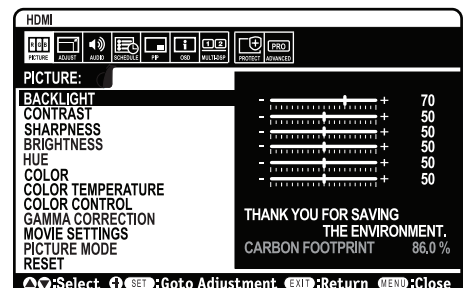 HDMI
RGB
PRO
PICTURE ADJUST AUDIO SCHEDULE PIP OSD MULTI-DSP PROTECT ADVANCED
PICTURE:
BACKLIGHT - + 70
CONTRAST - + 50
SHARPNESS - + 50
BRIGHTNESS - + 50
HUE - + 50
COLOR - + 50
COLOR TEMPERATURE
COLOR CONTROL
GAMMA CORRECTION
MOVIE SETTINGS
PICTURE MODE
RESET
THANK YOU FOR SAVING
THE ENVIRONMENT.
CARBON FOOTPRINT 86.0 %
:Select SET :Goto Adjustment EXIT :Return MENU :Close